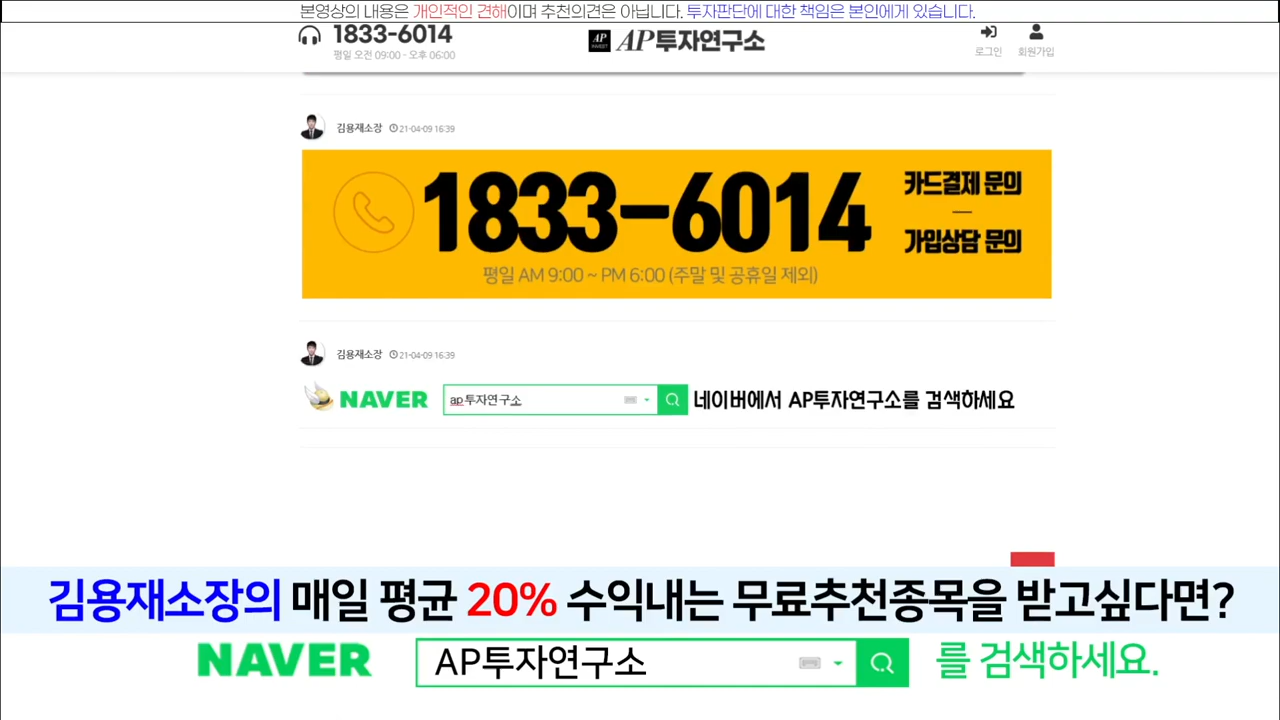 본영상의 내용은 개인적인 견해이며 추천의견은 아닙니다. 투자판단에 대한 책임은 본인에게 있습니다.
1833-6014
평일 오전 09:00 - 오후 06:00
AP
INVEST
AP투자연구소
로그인
회원가입
김용재소장 21-04-09 16:39
1833-6014
카드결제 문의
가입상담 문의
평일 AM 9:00 ~ PM 6:00 (주말 및 공휴일 제외)
김용재소장 21-04-09 16:39
NAVER ap투자연구소 네이버에서 AP투자연구소를 검색하세요
김용재소장의 매일 평균 20% 수익내는 무료추천종목을 받고싶다면?
NAVER AP투자연구소 를 검색하세요.